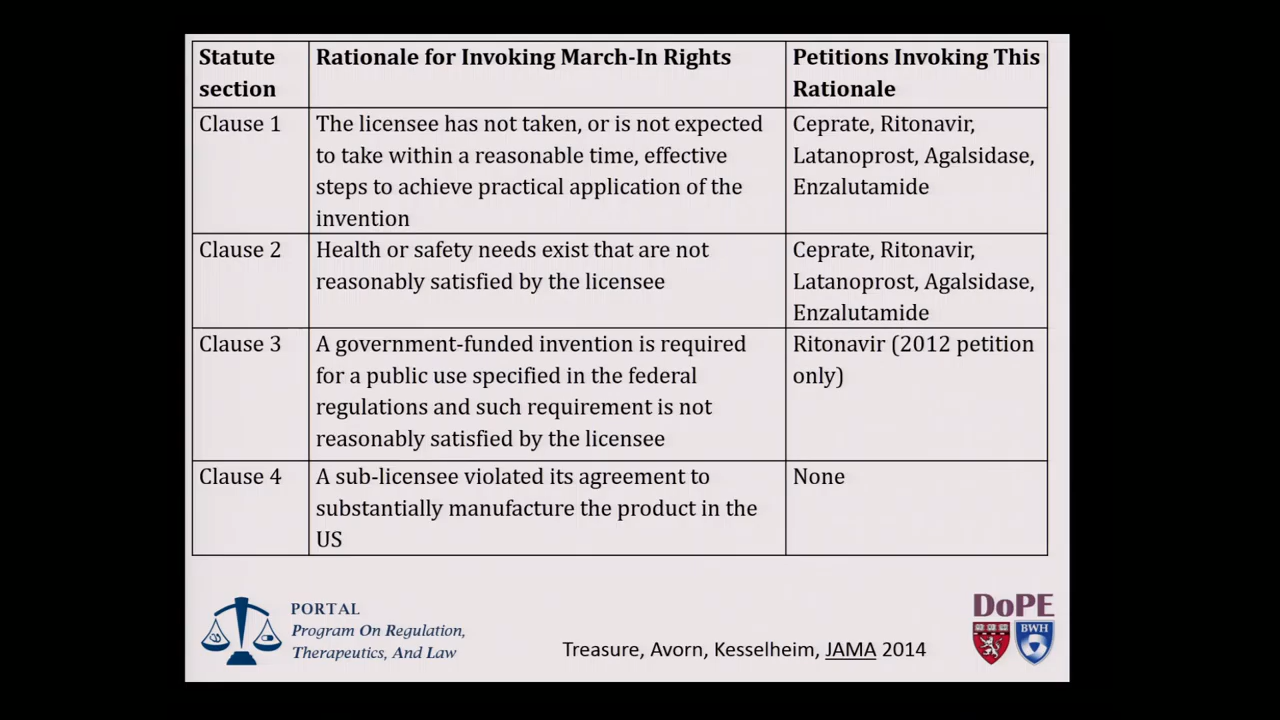 Statute section
Rationale for Invoking March-In Rights
Petitions Invoking This Rationale
Clause 1
The licensee has not taken, or is not expected
to take within a reasonable time, effective
steps to achieve practical application of the
invention
Ceprate, Ritonavir,
Latanoprost, Agalsidase,
Enzalutamide
Clause 2
Health or safety needs exist that are not
reasonably satisfied by the licensee
Ceprate, Ritonavir,
Latanoprost, Agalsidase,
Enzalutamide
Clause 3
A government-funded invention is required
for a public use specified in the federal
regulations and such requirement is not
reasonably satisfied by the licensee
Ritonavir (2012 petition
only)
Clause 4
A sub-licensee violated its agreement to
substantially manufacture the product in the
US
None
PORTAL
Program On Regulation,
Therapeutics, And Law
Treasure, Avorn, Kesselheim, JAMA 2014
DoPE
BWH